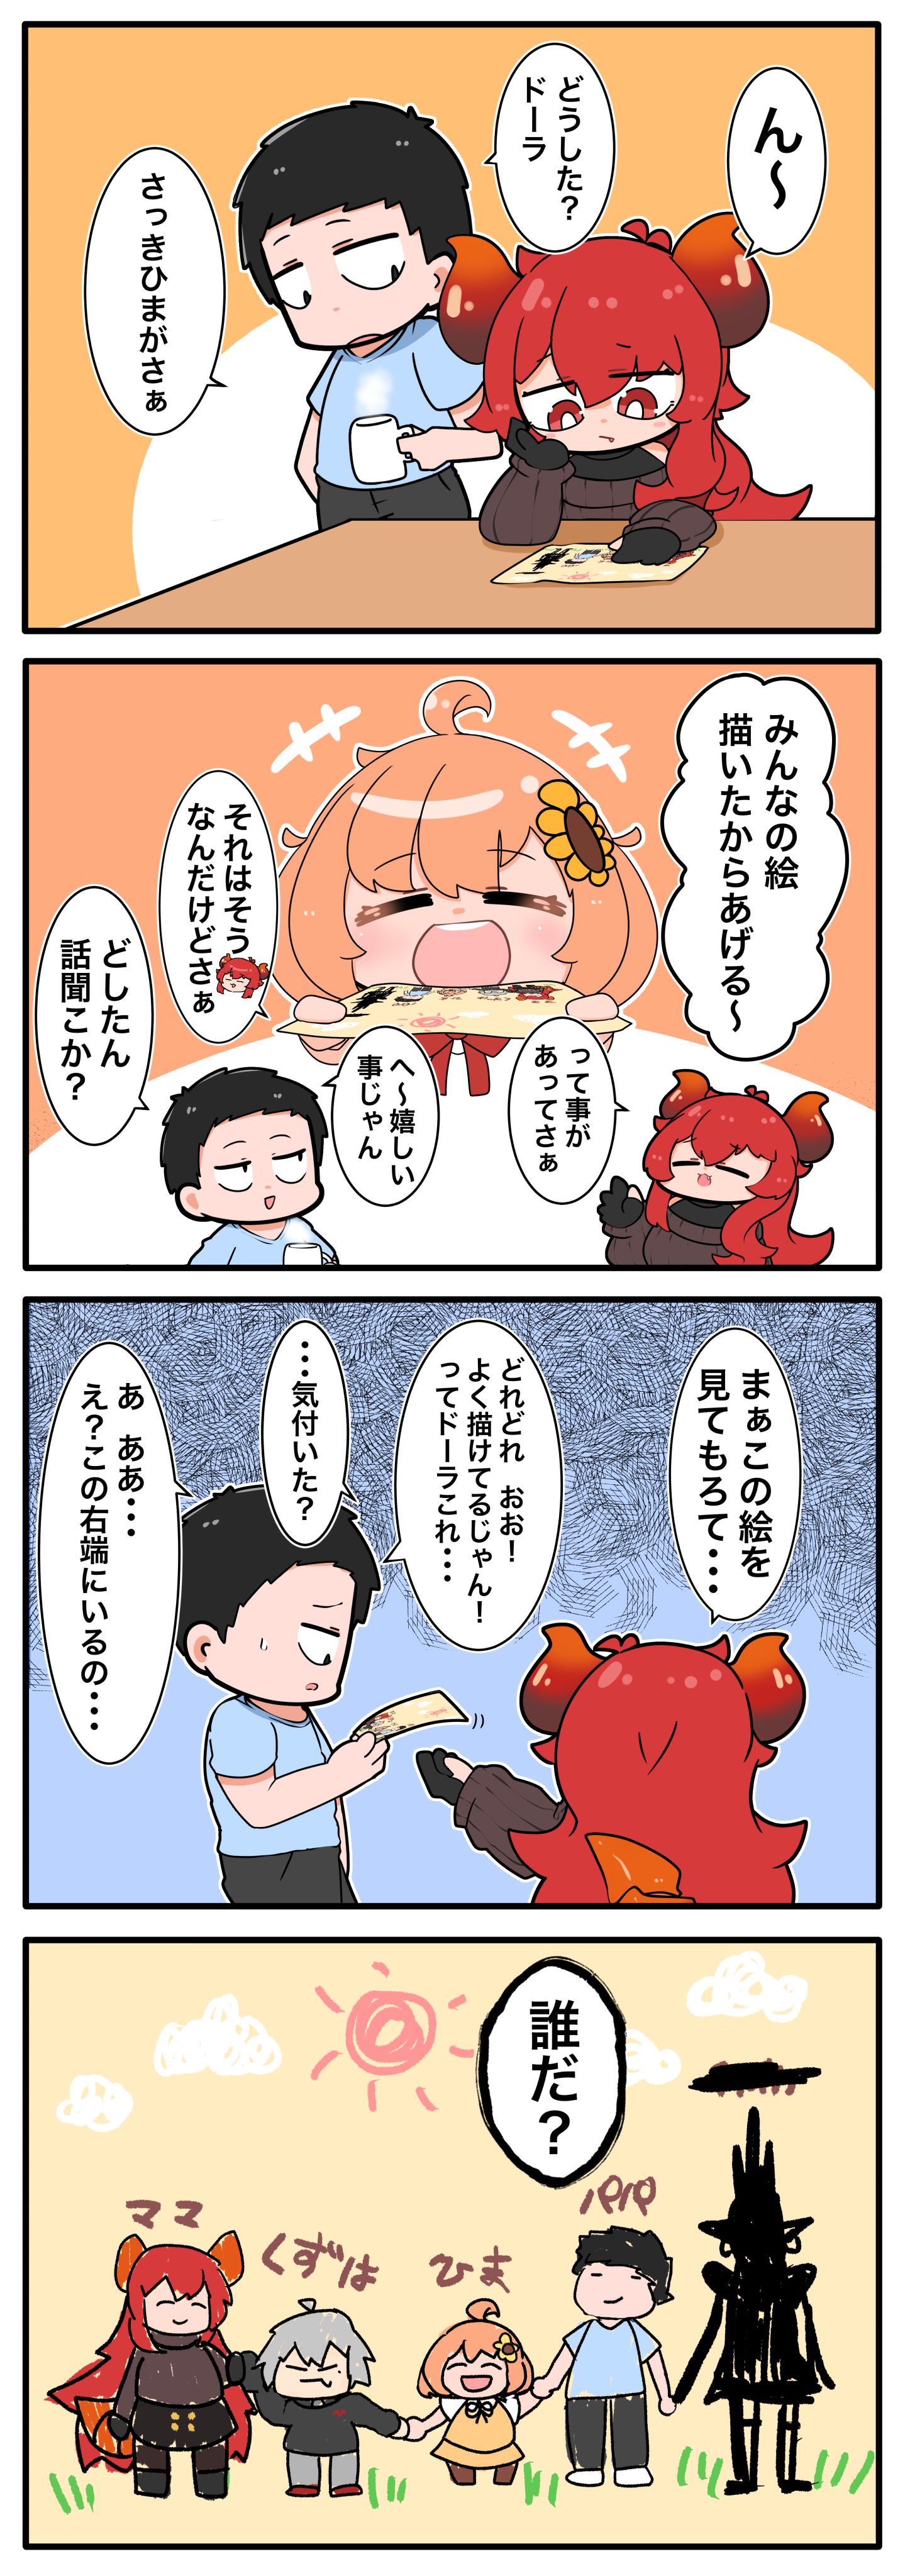 ん〜
どうした?
ドーラ
さっきひまがさぁ
みんなの絵
描いたからあげる〜
って事が
あってさぁ
へ〜嬉しい
事じゃん
それはそう
なんだけどさぁ
どしたん
話聞こか?
まぁこの絵を
見てもろて・・・
どれどれ おお!
よく描けてるじゃん!
ってドーラこれ・・・
・・・気付いた?
あ ああ・・・
え?この右端にいるの・・・
誰だ?
パパ
ひま
くずは
ママ